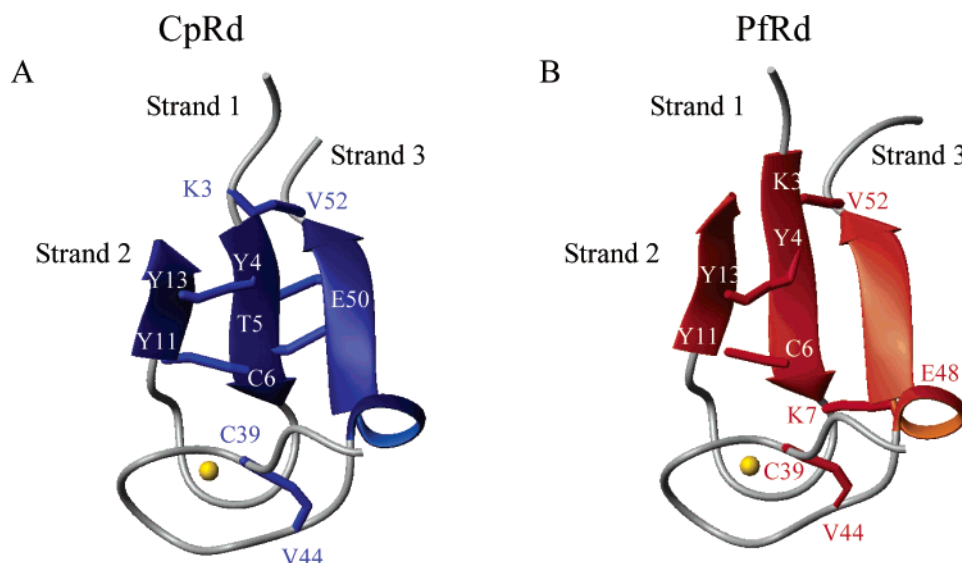 CpRd
PfRd
A
B
Strand 1
Strand 3
K3
V52
Strand 2
Y13
Y4
E50
Y11
T5
C6
C39
V44
Strand 1
Strand 3
K3
V52
Strand 2
Y4
Y13
Y11
C6
E48
K7
C39
V44